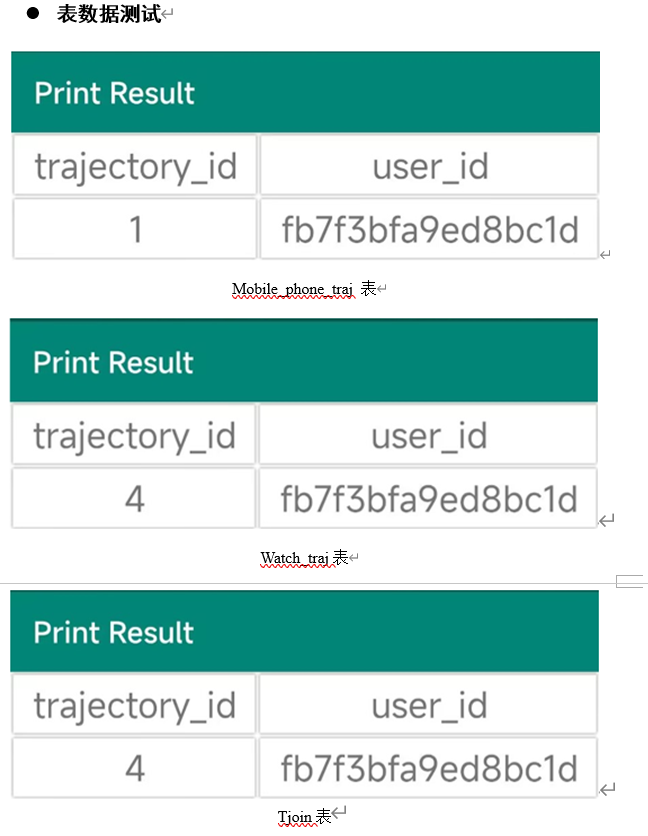 ● 表数据测试
Print Result
trajectory_id user_id
1 fb7f3bfa9ed8bc1d
Mobile_phone_traj 表
Print Result
trajectory_id user_id
4 fb7f3bfa9ed8bc1d
Watch_traj 表
Print Result
trajectory_id user_id
4 fb7f3bfa9ed8bc1d
Tjoin 表